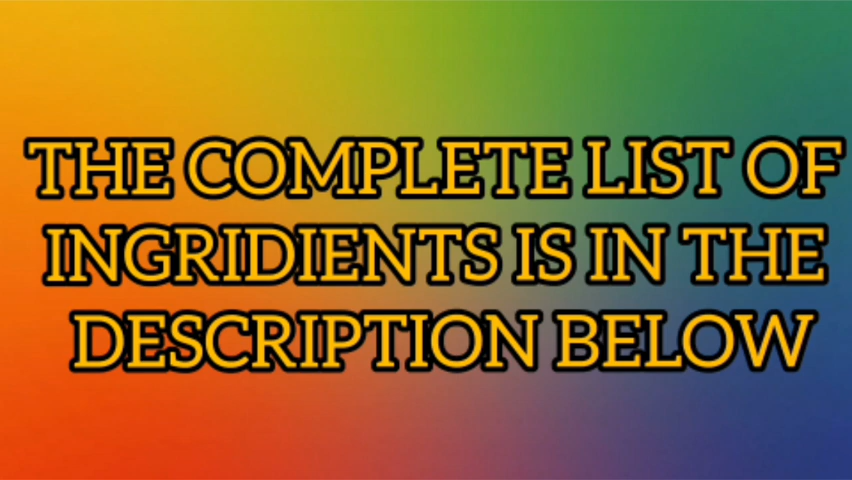 THE COMPLETE LIST OF
INGRIDIENTS IS IN THE
DESCRIPTION BELOW